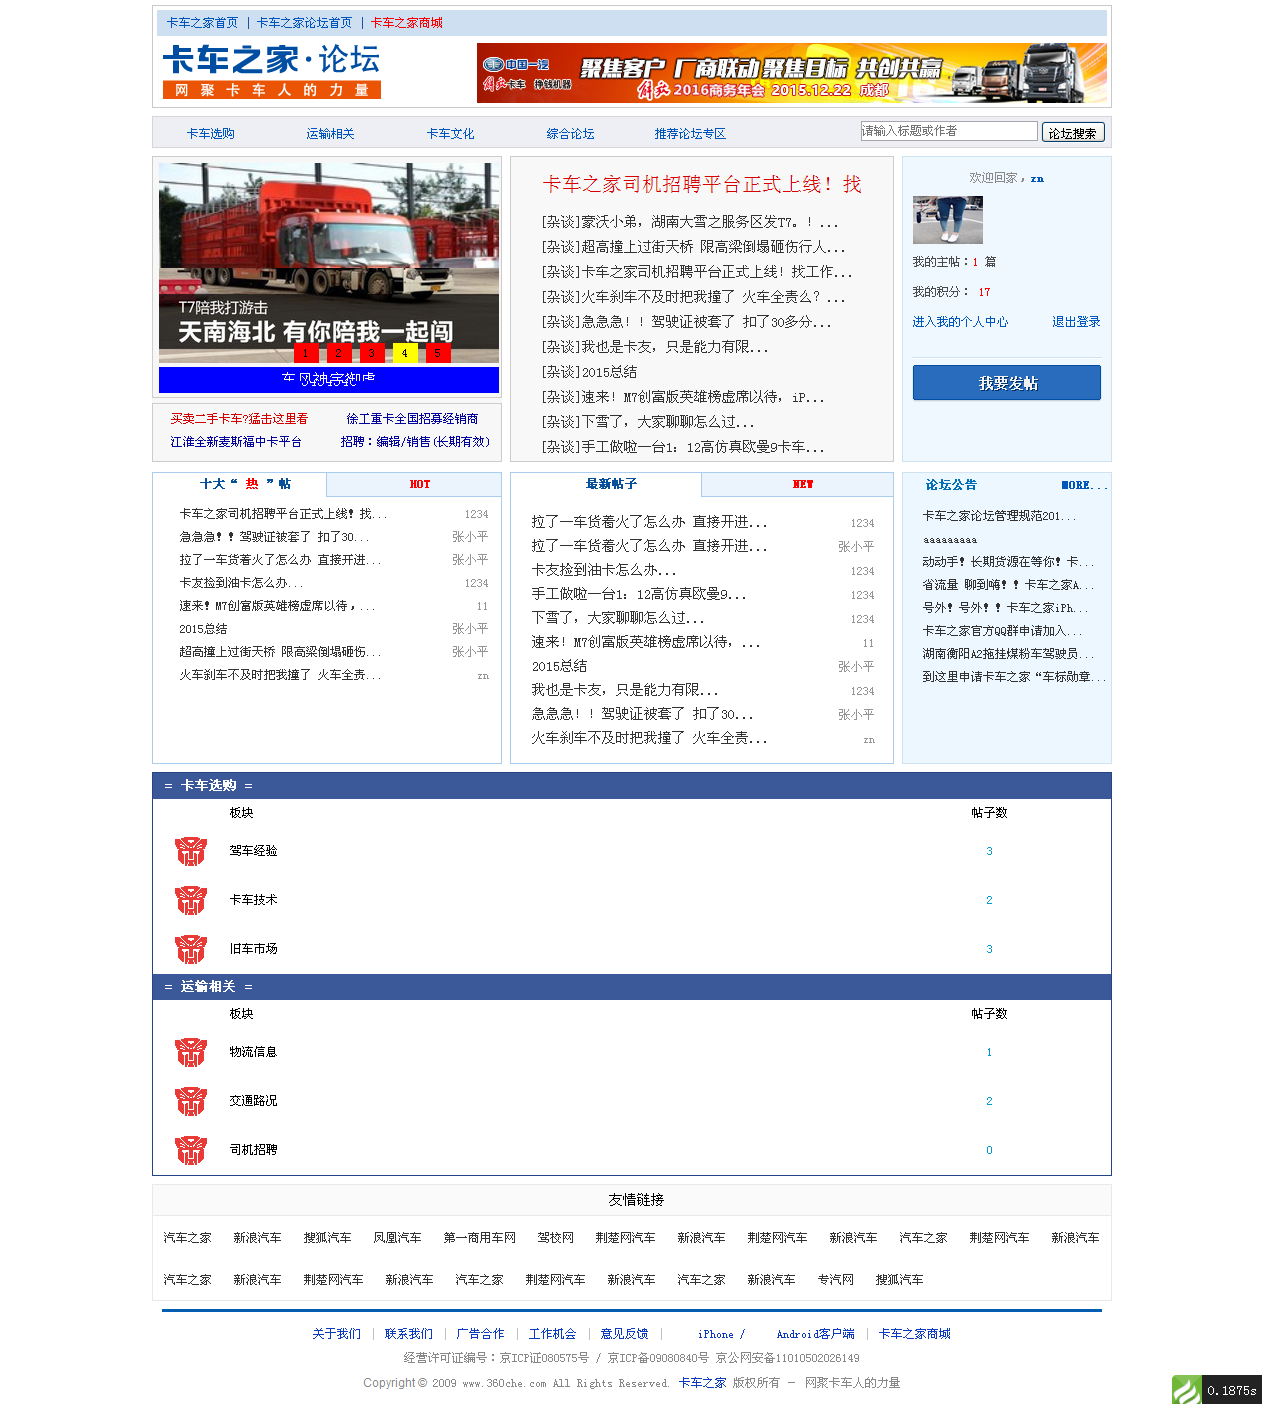 卡车之家首页 | 卡车之家论坛首页 | 卡车之家商城
卡车之家·论坛
网聚卡车人的力量
中国一汽
解放卡车 挣钱机器
聚焦客户 厂商联动 聚焦目标 共创共赢
解放 2016商务年会 2015.12.22 成都
卡车选购 运输相关 卡车文化 综合论坛 推荐论坛专区 请输入标题或作者 论坛搜索
T7陪我打游击
天南海北 有你陪我一起闯
1 2 3 4 5
买卖二手卡车?猛击这里看 徐工重卡全国招募经销商
江淮全新麦斯福中卡平台 招聘：编辑/销售(长期有效)
卡车之家司机招聘平台正式上线！找
[杂谈]蒙沃小弟，湖南大雪之服务区发T7。！...
[杂谈]超高撞上过街天桥 限高梁倒塌砸伤行人...
[杂谈]卡车之家司机招聘平台正式上线！找工作...
[杂谈]火车刹车不及时把我撞了 火车全责么？...
[杂谈]急急急！！驾驶证被套了 扣了30多分...
[杂谈]我也是卡友，只是能力有限...
[杂谈]2015总结
[杂谈]速来！M7创富版英雄榜虚席以待，iP...
[杂谈]下雪了，大家聊聊怎么过...
[杂谈]手工做啦一台1：12高仿真欧曼9卡车...
欢迎回家，zn
我的主帖：1 篇
我的积分： 17
进入我的个人中心 退出登录
我要发帖
十大“ 热 ”帖 HOT
卡车之家司机招聘平台正式上线！找... 1234
急急急！！驾驶证被套了 扣了30... 张小平
拉了一车货着火了怎么办 直接开进... 张小平
卡友捡到油卡怎么办... 1234
速来！M7创富版英雄榜虚席以待，... 11
2015总结 张小平
超高撞上过街天桥 限高梁倒塌砸伤... 张小平
火车刹车不及时把我撞了 火车全责... zn
最新帖子 NEW
拉了一车货着火了怎么办 直接开进... 1234
拉了一车货着火了怎么办 直接开进... 张小平
卡友捡到油卡怎么办... 1234
手工做啦一台1：12高仿真欧曼9... 1234
下雪了，大家聊聊怎么过... 1234
速来！M7创富版英雄榜虚席以待，... 11
2015总结 张小平
我也是卡友，只是能力有限... 1234
急急急！！驾驶证被套了 扣了30... 张小平
火车刹车不及时把我撞了 火车全责... zn
论坛公告 MORE...
卡车之家论坛管理规范201...
aaaaaaaaa
动动手！长期货源在等你！卡...
省流量 聊到嗨！！卡车之家A...
号外！号外！！卡车之家iPh...
卡车之家官方QQ群申请加入...
湖南衡阳A2拖挂煤粉车驾驶员...
到这里申请卡车之家“车标勋章...
= 卡车选购 =
板块 帖子数
驾车经验 3
卡车技术 2
旧车市场 3
= 运输相关 =
板块 帖子数
物流信息 1
交通路况 2
司机招聘 0
友情链接
汽车之家 新浪汽车 搜狐汽车 凤凰汽车 第一商用车网 驾校网 荆楚网汽车 新浪汽车 荆楚网汽车 新浪汽车 汽车之家 荆楚网汽车 新浪汽车
汽车之家 新浪汽车 荆楚网汽车 新浪汽车 汽车之家 荆楚网汽车 新浪汽车 汽车之家 新浪汽车 专汽网 搜狐汽车
关于我们 | 联系我们 | 广告合作 | 工作机会 | 意见反馈 | iPhone / Android客户端 | 卡车之家商城
经营许可证编号：京ICP证080575号 / 京ICP备09080840号 京公网安备11010502026149
Copyright © 2009 www.360che.com All Rights Reserved. 卡车之家 版权所有 － 网聚卡车人的力量
0.1875s